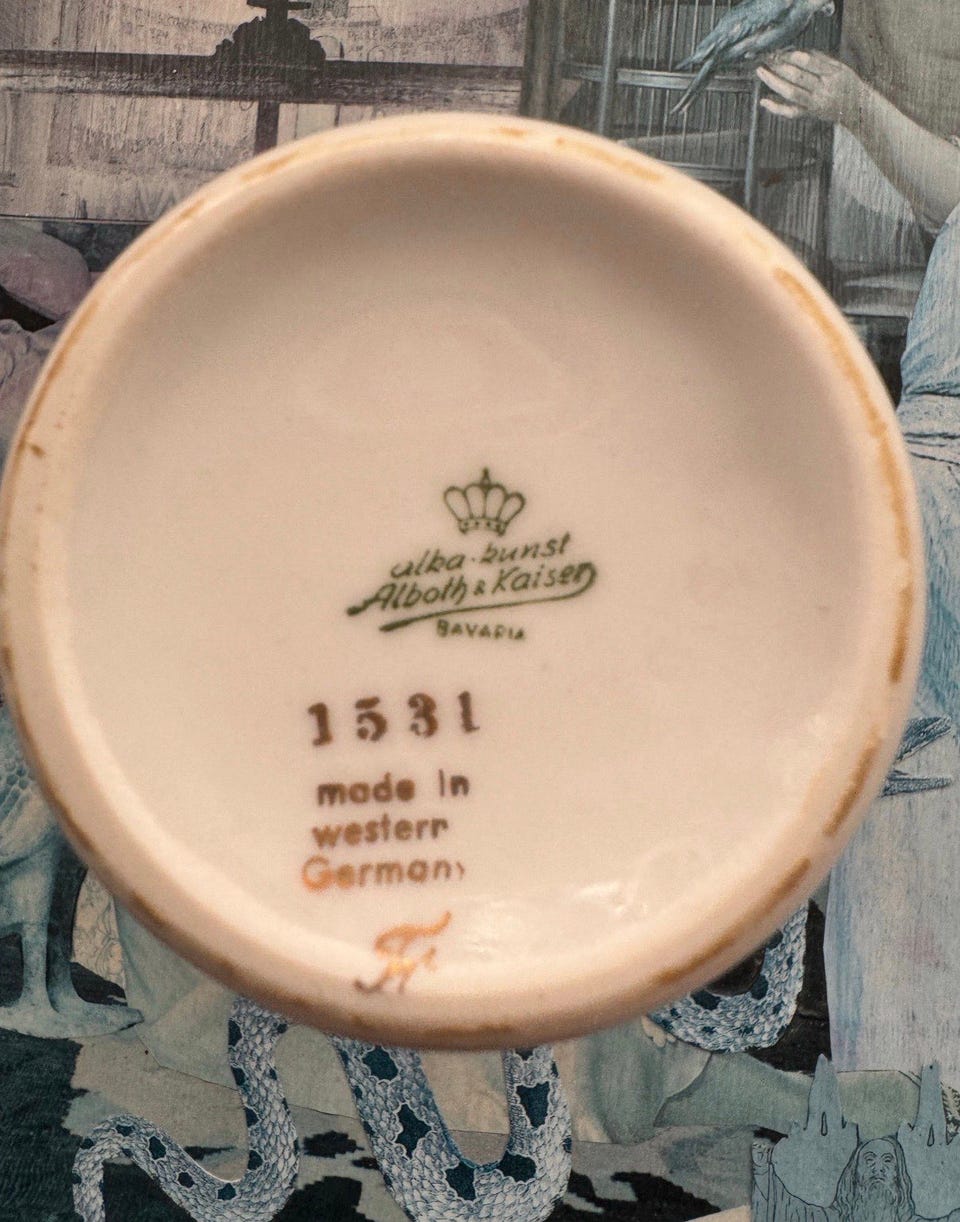 alka-kunst
Alboth & Kaiser
BAVARIA
1531
made in
western
Germany